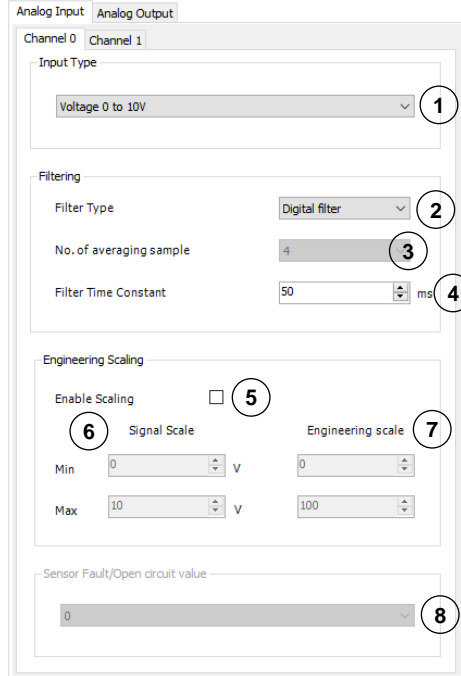 Analog Input Analog Output
Channel 0 Channel 1
Input Type
Voltage 0 to 10V 1
Filtering
Filter Type Digital filter 2
No. of averaging sample 4 3
Filter Time Constant 50 ms 4
Engineering Scaling
Enable Scaling 5
6 Signal Scale Engineering scale 7
Min 0 V 0
Max 10 V 100
Sensor Fault/Open circuit value
0 8